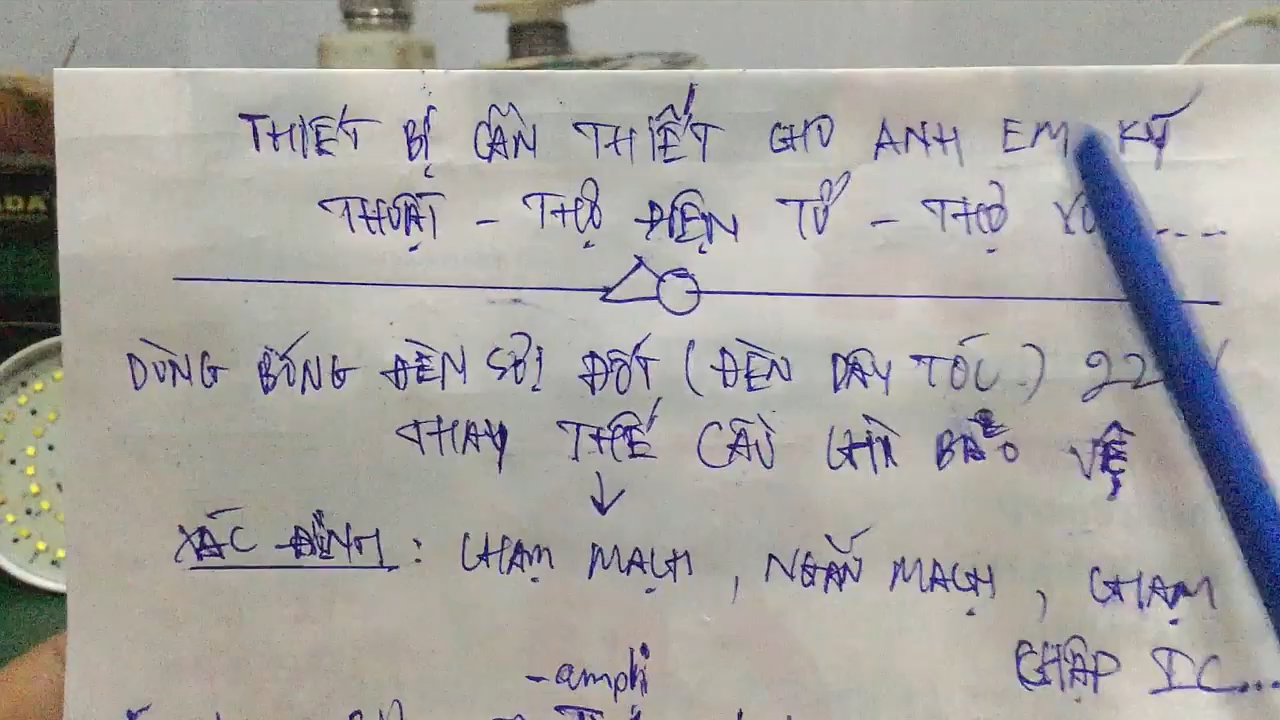 THIẾT BỊ CẦN THIẾT CHO ANH EM KỸ
THUẬT - THỢ ĐIỆN TỬ - THỢ
DÙNG BÓNG ĐÈN SỢI ĐỐT (ĐÈN DÂY TÓC)
THAY THẾ CẦU CHÌ BẢO VỆ
XÁC ĐỊNH : CHẠM MẠCH, NGẮN MẠCH, CHẠM
CHẬP IC...
- ampli